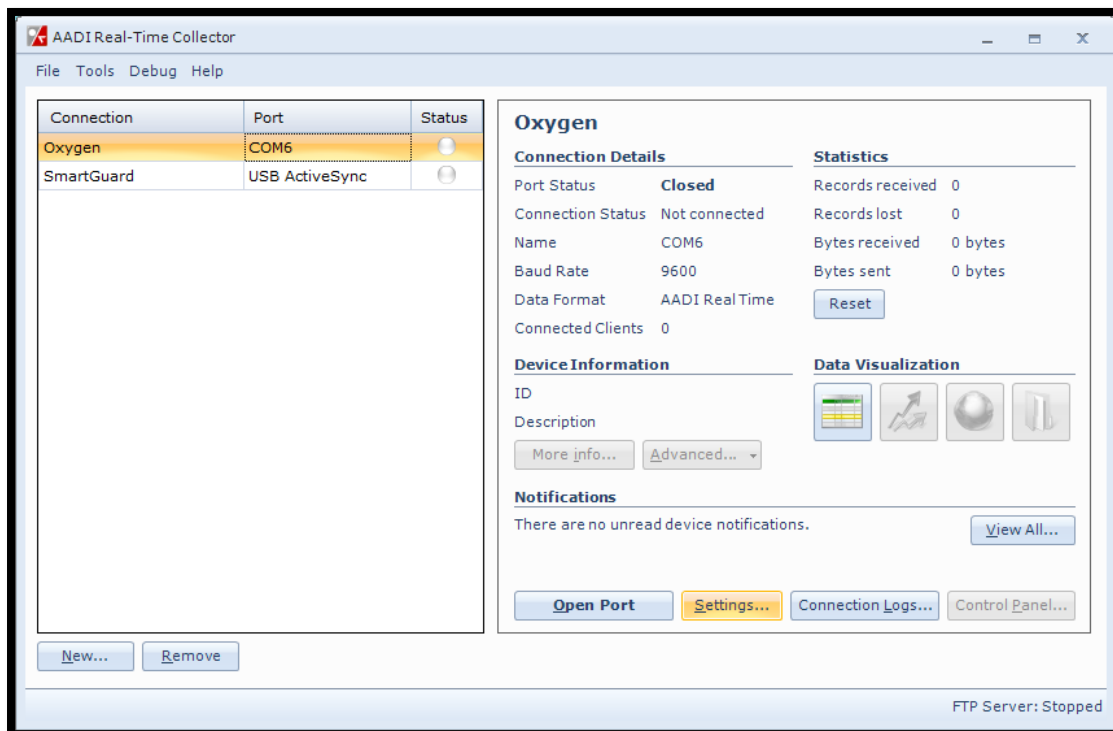 AADI Real-Time Collector
File Tools Debug Help
Connection Port Status
Oxygen COM6
SmartGuard USB ActiveSync
New... Remove
Oxygen
Connection Details
Port Status Closed
Connection Status Not connected
Name COM6
Baud Rate 9600
Data Format AADI Real Time
Connected Clients 0
Statistics
Records received 0
Records lost 0
Bytes received 0 bytes
Bytes sent 0 bytes
Reset
Device Information
ID
Description
More info... Advanced...
Data Visualization
Notifications
There are no unread device notifications.
View All...
Open Port Settings... Connection Logs... Control Panel...
FTP Server: Stopped